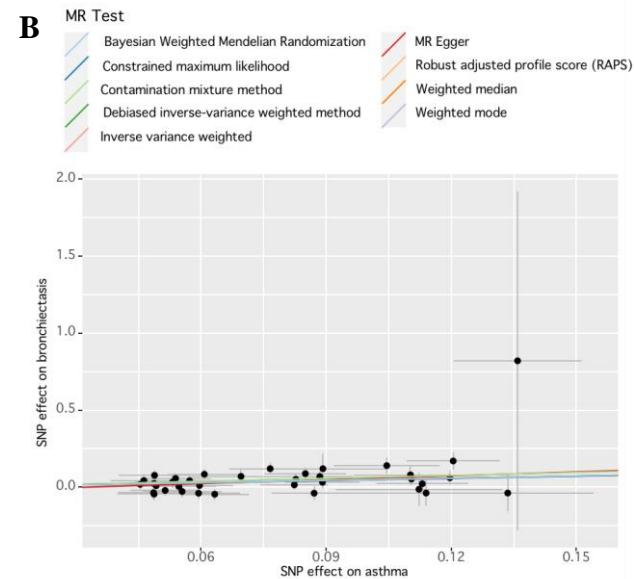 B
MR Test
Bayesian Weighted Mendelian Randomization
Constrained maximum likelihood
Contamination mixture method
Debiased inverse-variance weighted method
Inverse variance weighted
MR Egger
Robust adjusted profile score (RAPS)
Weighted median
Weighted mode
2.0
1.5
1.0
0.5
0.0
SNP effect on bronchiectasis
0.06 0.09 0.12 0.15
SNP effect on asthma